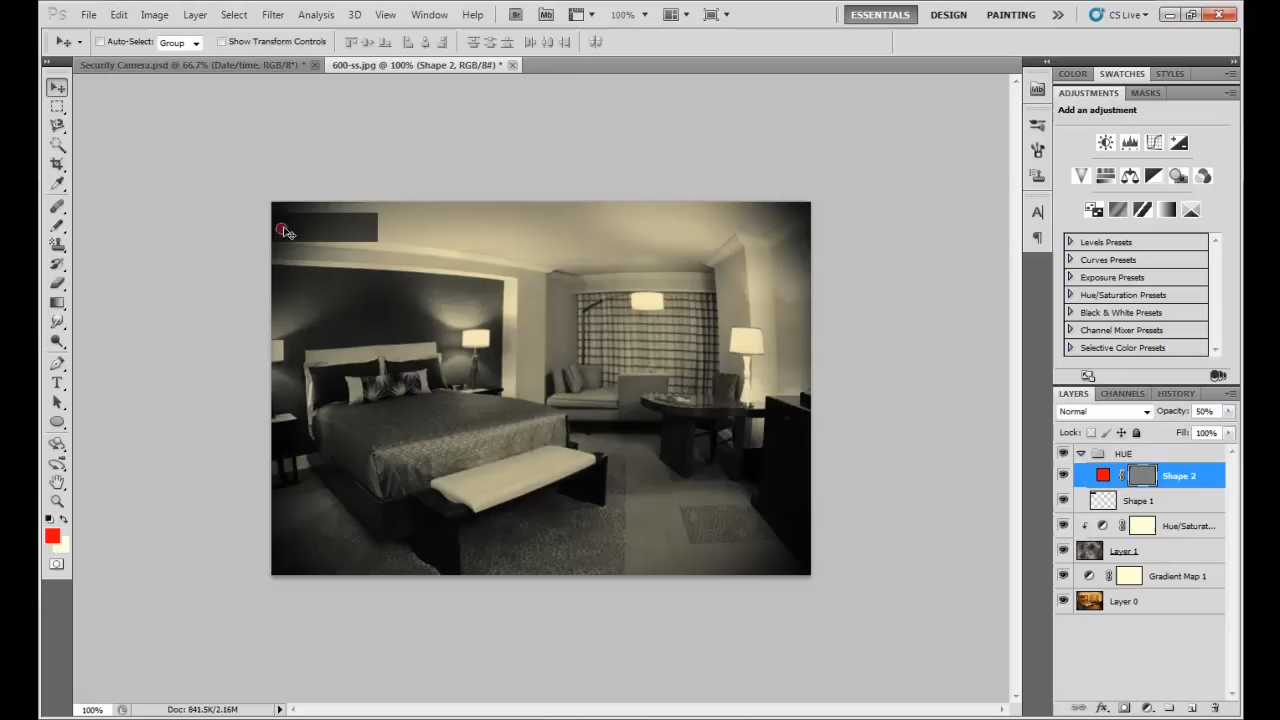 Ps File Edit Image Layer Select Filter Analysis 3D View Window Help Br Mb 100% ESSENTIALS DESIGN PAINTING CS Live
Auto-Select: Group Show Transform Controls
Security Camera.psd @ 66.7% (Date/time, RGB/8*) * 600-ss.jpg @ 100% (Shape 2, RGB/8#) *
COLOR SWATCHES STYLES
Mb
ADJUSTMENTS MASKS
Add an adjustment
Levels Presets
Curves Presets
Exposure Presets
Hue/Saturation Presets
Black & White Presets
Channel Mixer Presets
Selective Color Presets
LAYERS CHANNELS HISTORY
Normal Opacity: 50%
Lock: Fill: 100%
HUE
Shape 2
Shape 1
Hue/Saturat...
Layer 1
Gradient Map 1
Layer 0
100% Doc: 841.5K/2.16M